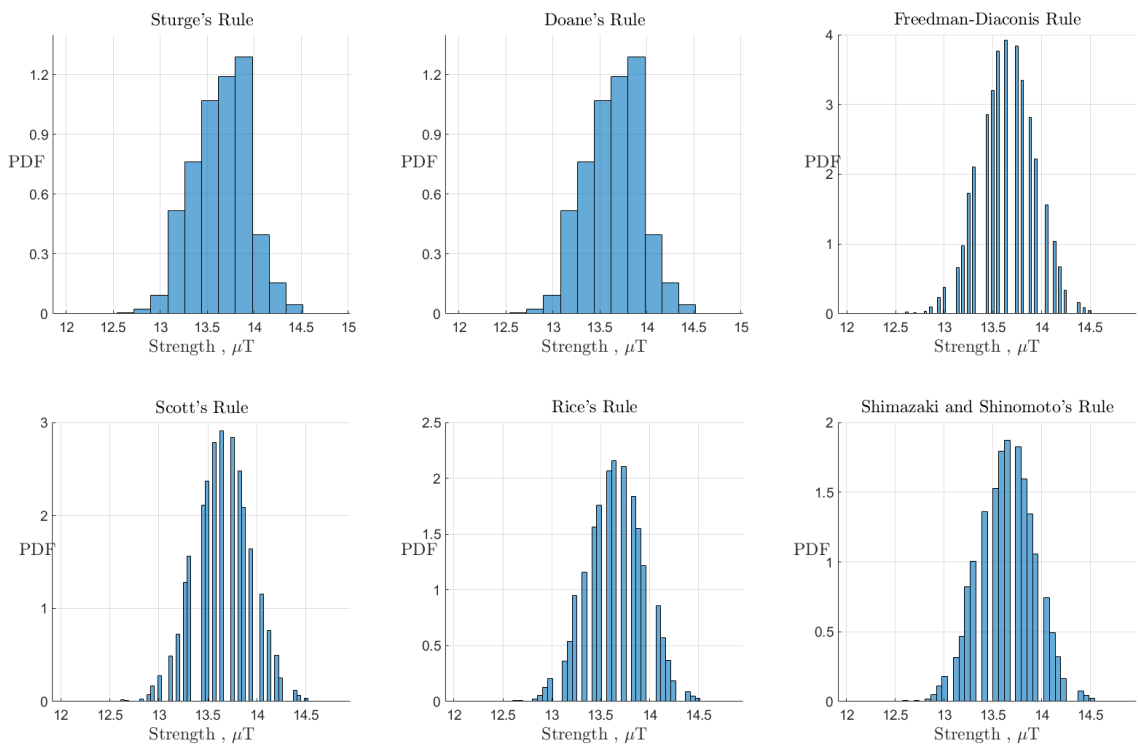 Sturge's Rule
1.2
0.9
PDF
0.6
0.3
0
12 12.5 13 13.5 14 14.5 15
Strength , μT
Doane's Rule
1.2
0.9
PDF
0.6
0.3
0
12 12.5 13 13.5 14 14.5 15
Strength , μT
Freedman-Diaconis Rule
4
3
PDF
2
1
0
12 12.5 13 13.5 14 14.5
Strength , μT
Scott's Rule
3
2
PDF
1
0
12 12.5 13 13.5 14 14.5
Strength , μT
Rice's Rule
2.5
2
1.5
PDF
1
0.5
0
12 12.5 13 13.5 14 14.5
Strength , μT
Shimazaki and Shinomoto's Rule
2
1.5
PDF
1
0.5
0
12 12.5 13 13.5 14 14.5
Strength , μT